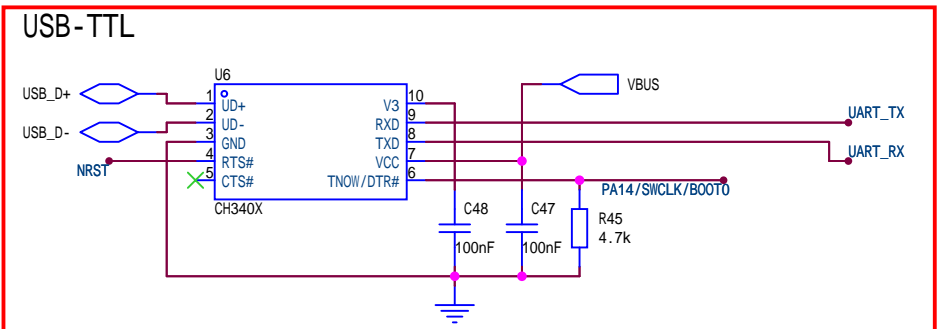 USB-TTL
U6
USB_D+
USB_D-
NRST
1
2
3
4
5
UD+
UD-
GND
RTS#
CTS#
V3
RXD
TXD
VCC
TNOW/DTR#
10
9
8
7
6
CH340X
VBUS
UART_TX
UART_RX
PA14/SWCLK/BOOT0
C48
100nF
C47
100nF
R45
4.7k